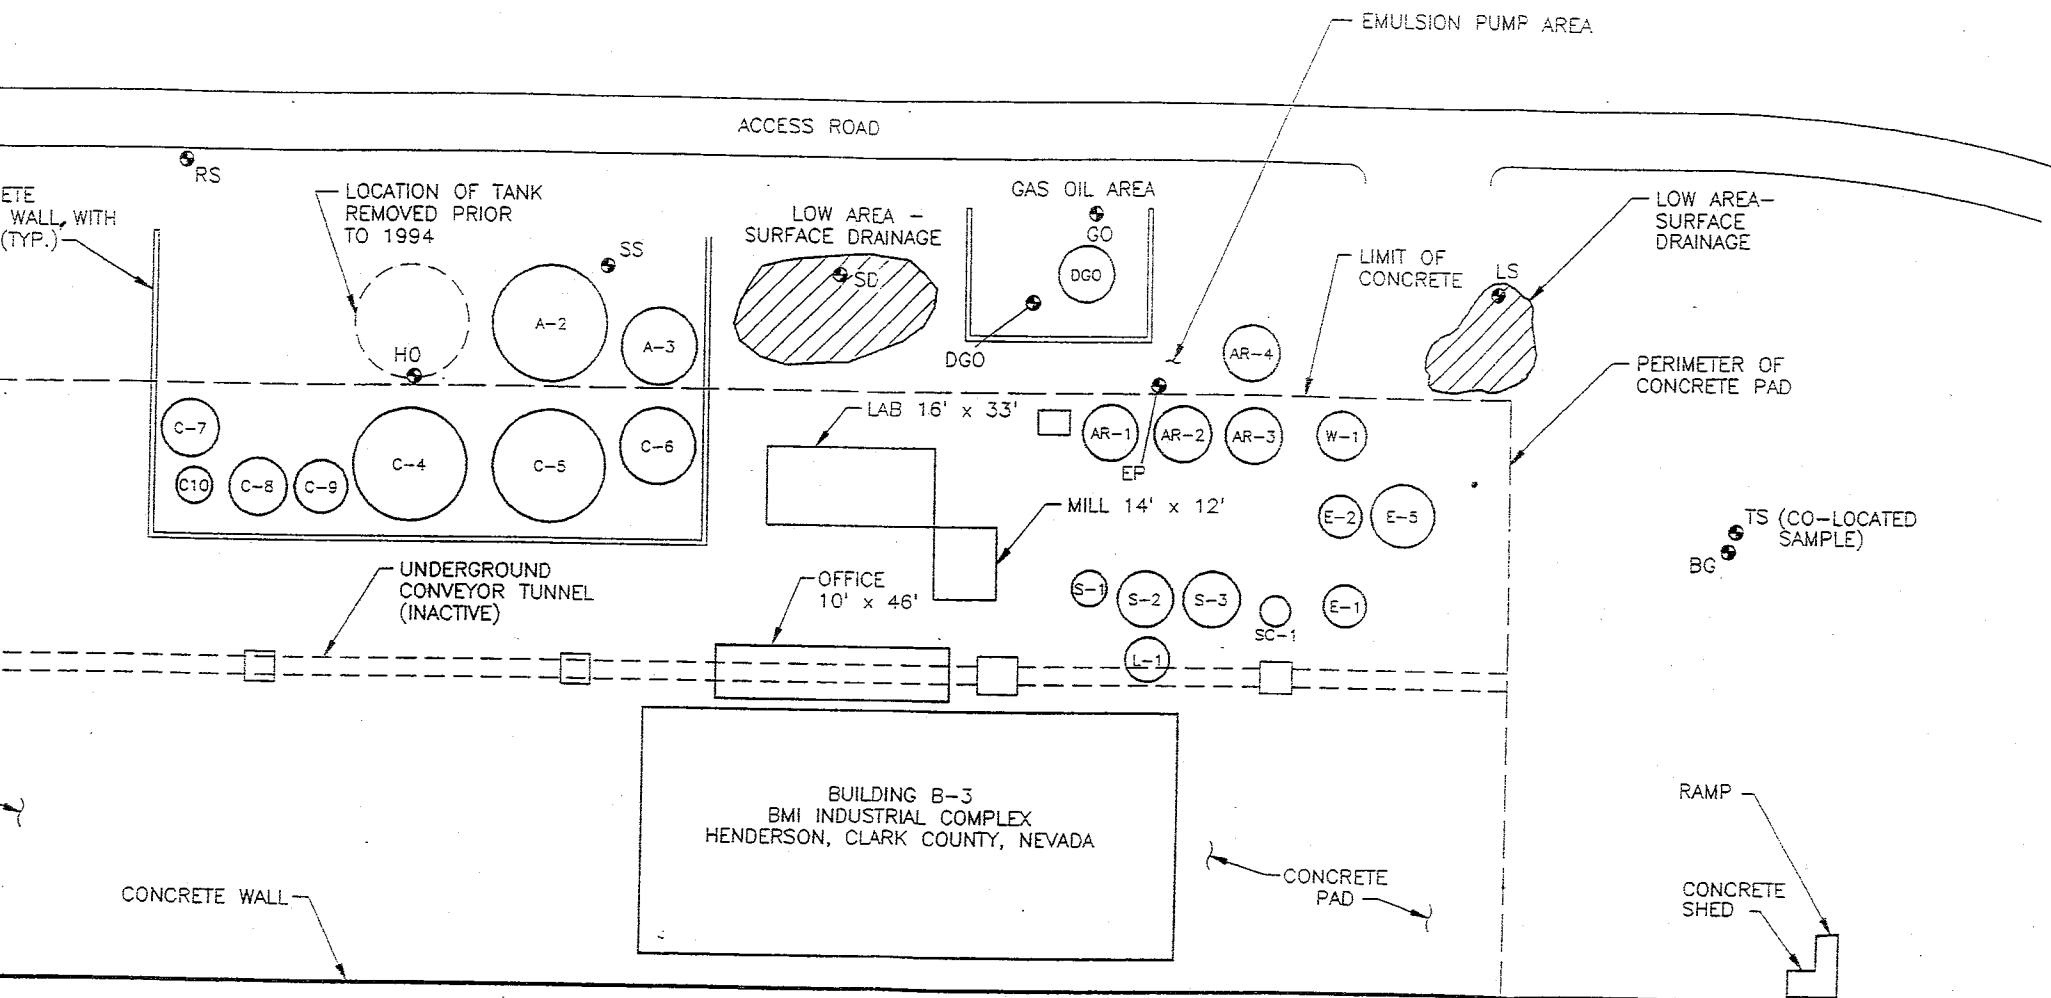 EMULSION PUMP AREA
ACCESS ROAD
RS
ETE
WALL, WITH
(TYP.)
LOCATION OF TANK
REMOVED PRIOR
TO 1994
SS
LOW AREA -
SURFACE DRAINAGE
SD
GAS OIL AREA
GO
DGO
DGO
LIMIT OF
CONCRETE
LS
LOW AREA-
SURFACE
DRAINAGE
HO
A-2
A-3
AR-4
PERIMETER OF
CONCRETE PAD
C-7
C10
C-8
C-9
C-4
C-5
C-6
LAB 16' x 33'
AR-1
AR-2
AR-3
W-1
EP
MILL 14' x 12'
E-2
E-5
TS (CO-LOCATED
SAMPLE)
BG
UNDERGROUND
CONVEYOR TUNNEL
(INACTIVE)
OFFICE
10' x 46'
S-1
S-2
S-3
SC-1
E-1
L-1
BUILDING B-3
BMI INDUSTRIAL COMPLEX
HENDERSON, CLARK COUNTY, NEVADA
RAMP
CONCRETE
PAD
CONCRETE
SHED
CONCRETE WALL